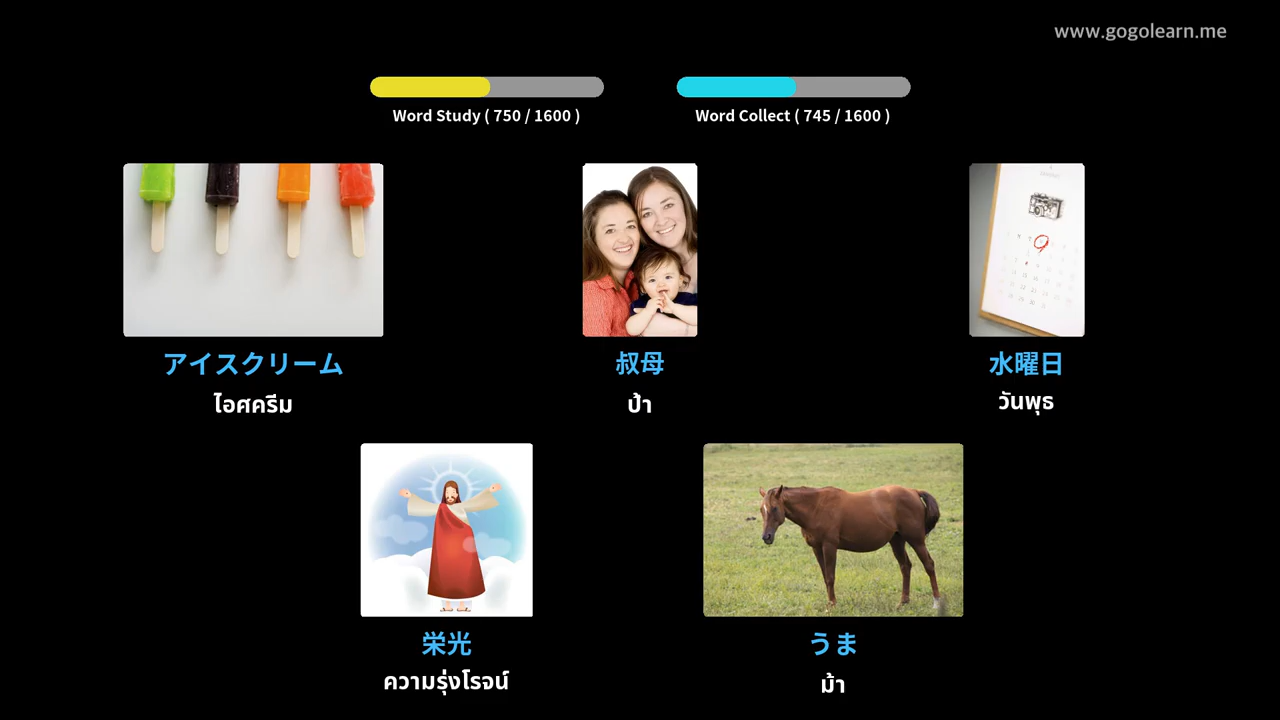 www.gogolearn.me
Word Study ( 750 / 1600 )
Word Collect ( 745 / 1600 )
アイスクリーム
ไอศครีม
叔母
ป้า
水曜日
วันพุธ
栄光
ความรุ่งโรจน์
うま
ม้า